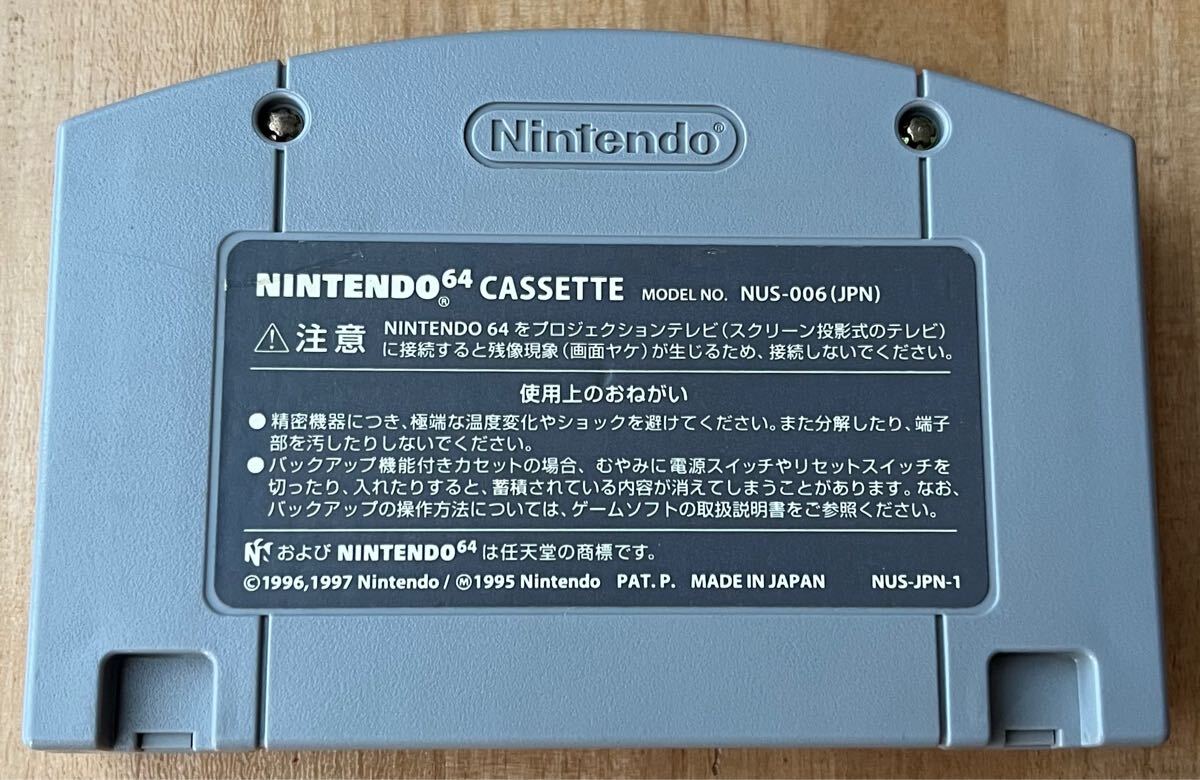 Nintendo®
NINTENDO64® CASSETTE MODEL NO. NUS-006(JPN)
⚠注意 NINTENDO 64をプロジェクションテレビ(スクリーン投影式のテレビ)
に接続すると残像現象(画面ヤケ)が生じるため、接続しないでください。
使用上のおねがい
●精密機器につき、極端な温度変化やショックを避けてください。また分解したり、端子
部を汚したりしないでください。
●バックアップ機能付きカセットの場合、むやみに電源スイッチやリセットスイッチを
切ったり、入れたりすると、蓄積されている内容が消えてしまうことがあります。なお、
バックアップの操作方法については、ゲームソフトの取扱説明書をご参照ください。
および NINTENDO64 は任天堂の商標です。
©1996,1997 Nintendo / Ⓜ1995 Nintendo PAT. P. MADE IN JAPAN NUS-JPN-1